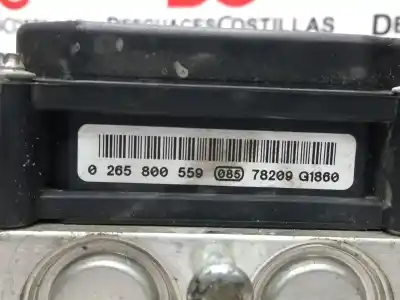 DESGUACESCOSTILLAS
0 265 800 559 085 78209 G1860